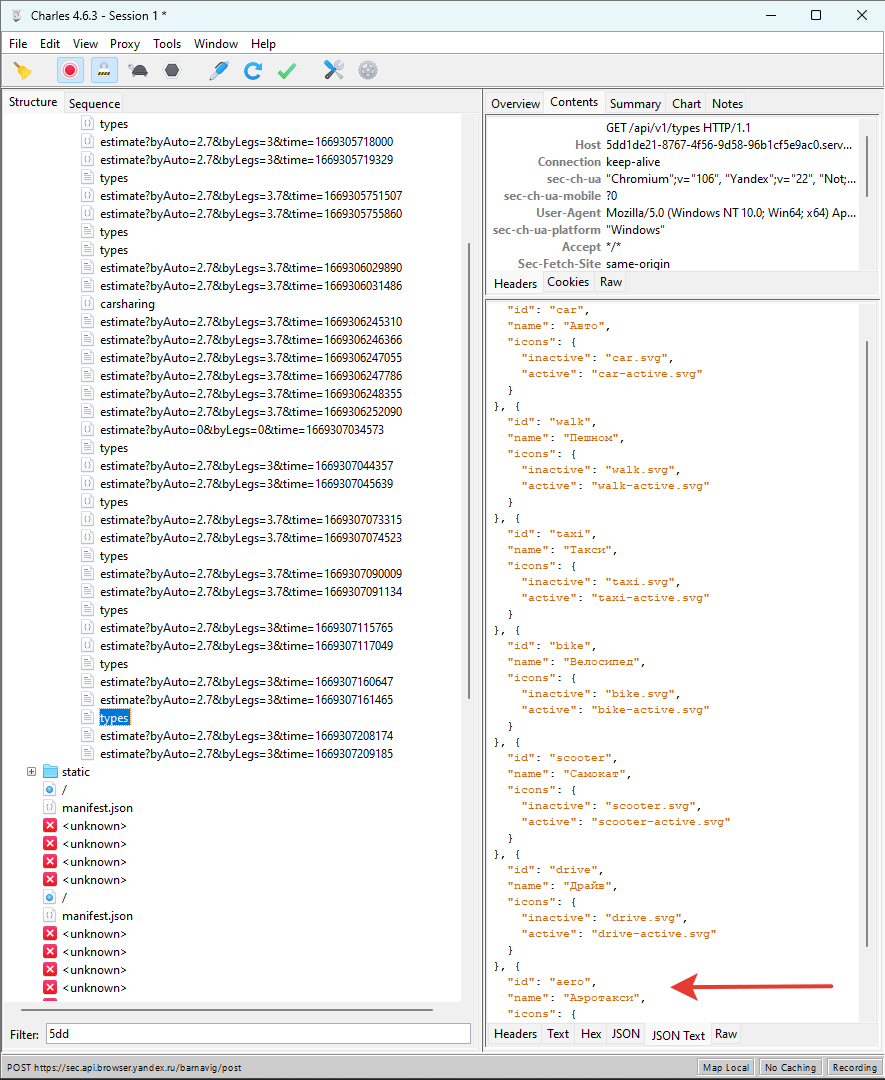 Charles 4.6.3 - Session 1 *
File Edit View Proxy Tools Window Help
Structure Sequence
types
estimate?byAuto=2.7&byLegs=3&time=1669305718000
estimate?byAuto=2.7&byLegs=3&time=1669305719329
types
estimate?byAuto=2.7&byLegs=3.7&time=1669305751507
estimate?byAuto=2.7&byLegs=3.7&time=1669305755860
types
types
estimate?byAuto=2.7&byLegs=3.7&time=1669306029890
estimate?byAuto=2.7&byLegs=3.7&time=1669306031486
carsharing
estimate?byAuto=2.7&byLegs=3.7&time=1669306245310
estimate?byAuto=2.7&byLegs=3.7&time=1669306246366
estimate?byAuto=2.7&byLegs=3.7&time=1669306247055
estimate?byAuto=2.7&byLegs=3.7&time=1669306247786
estimate?byAuto=2.7&byLegs=3.7&time=1669306248355
estimate?byAuto=2.7&byLegs=3.7&time=1669306252090
estimate?byAuto=0&byLegs=0&time=1669307034573
types
estimate?byAuto=2.7&byLegs=3&time=1669307044357
estimate?byAuto=2.7&byLegs=3&time=1669307045639
types
estimate?byAuto=2.7&byLegs=3.7&time=1669307073315
estimate?byAuto=2.7&byLegs=3.7&time=1669307074523
types
estimate?byAuto=2.7&byLegs=3.7&time=1669307090009
estimate?byAuto=2.7&byLegs=3.7&time=1669307091134
types
estimate?byAuto=2.7&byLegs=3&time=1669307115765
estimate?byAuto=2.7&byLegs=3&time=1669307117049
types
estimate?byAuto=2.7&byLegs=3&time=1669307160647
estimate?byAuto=2.7&byLegs=3&time=1669307161465
types
estimate?byAuto=2.7&byLegs=3&time=1669307208174
estimate?byAuto=2.7&byLegs=3&time=1669307209185
static
/
manifest.json
<unknown>
<unknown>
<unknown>
<unknown>
/
manifest.json
<unknown>
<unknown>
<unknown>
<unknown>
Filter: 5dd
Overview Contents Summary Chart Notes
GET /api/v1/types HTTP/1.1
Host 5dd1de21-8767-4f56-9d58-96b1cf5e9ac0.serv...
Connection keep-alive
sec-ch-ua "Chromium";v="106", "Yandex";v="22", "Not;...
sec-ch-ua-mobile ?0
User-Agent Mozilla/5.0 (Windows NT 10.0; Win64; x64) Ap...
sec-ch-ua-platform "Windows"
Accept */*
Sec-Fetch-Site same-origin
Headers Cookies Raw
"id": "car",
"name": "Авто",
"icons": {
"inactive": "car.svg",
"active": "car-active.svg"
}
}, {
"id": "walk",
"name": "Пешком",
"icons": {
"inactive": "walk.svg",
"active": "walk-active.svg"
}
}, {
"id": "taxi",
"name": "Такси",
"icons": {
"inactive": "taxi.svg",
"active": "taxi-active.svg"
}
}, {
"id": "bike",
"name": "Велосипед",
"icons": {
"inactive": "bike.svg",
"active": "bike-active.svg"
}
}, {
"id": "scooter",
"name": "Самокат",
"icons": {
"inactive": "scooter.svg",
"active": "scooter-active.svg"
}
}, {
"id": "drive",
"name": "Драйв",
"icons": {
"inactive": "drive.svg",
"active": "drive-active.svg"
}
}, {
"id": "aero",
"name": "Аэротакси",
"icons": {
Headers Text Hex JSON JSON Text Raw
POST https://sec.api.browser.yandex.ru/barnavig/post
Map Local No Caching Recording